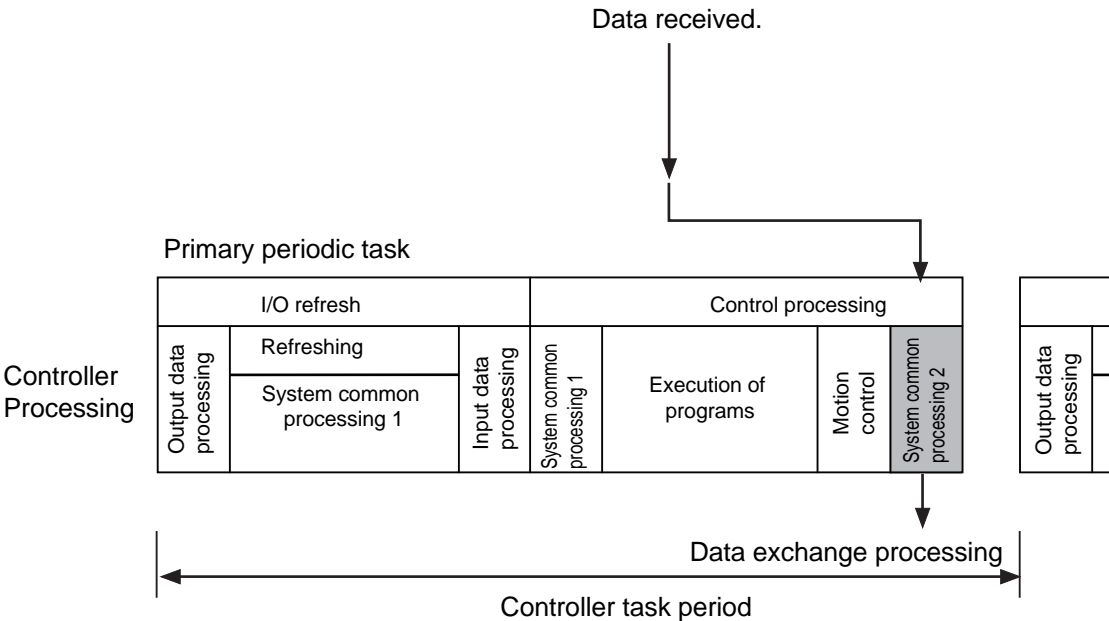 Data received.
Primary periodic task
I/O refresh
Control processing
Controller
Processing
Output data
processing
Refreshing
System common
processing 1
Input data
processing
System common
processing 1
Execution of
programs
Motion
control
System common
processing 2
Output data
processing
Data exchange processing
Controller task period